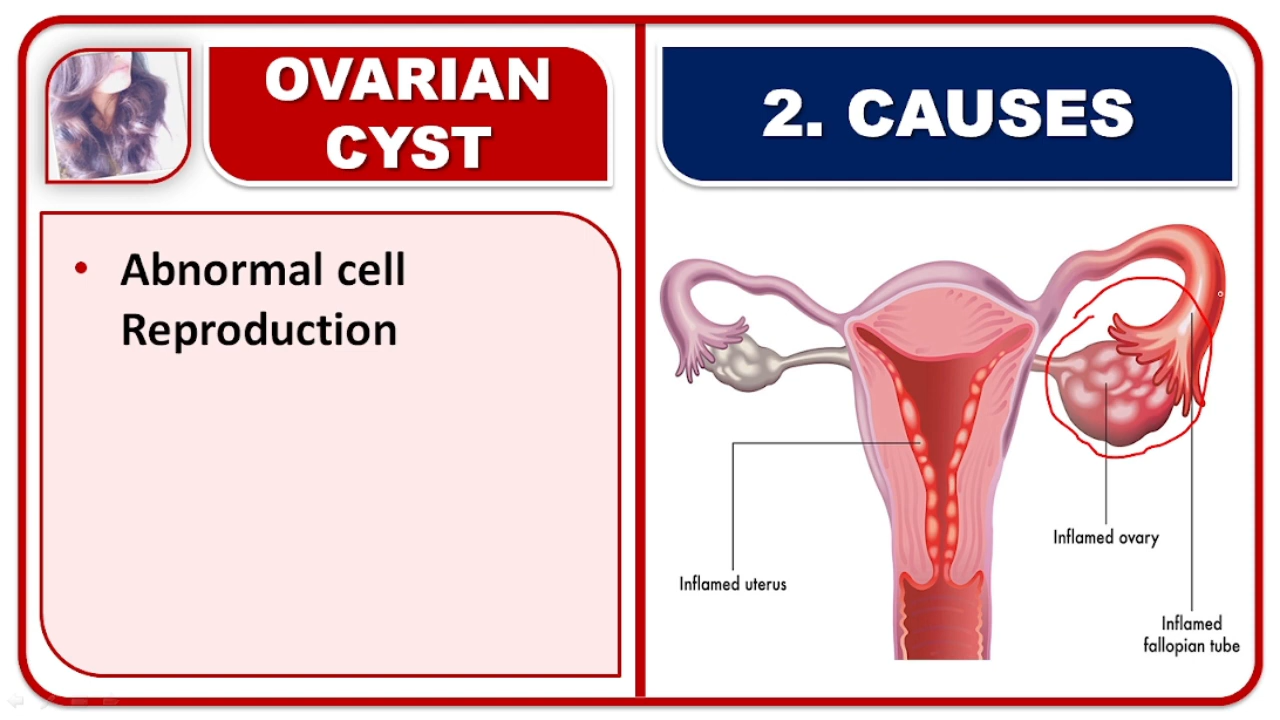 OVARIAN
CYST
2. CAUSES
• Abnormal cell
Reproduction
Inflamed ovary
Inflamed uterus
Inflamed
fallopian tube